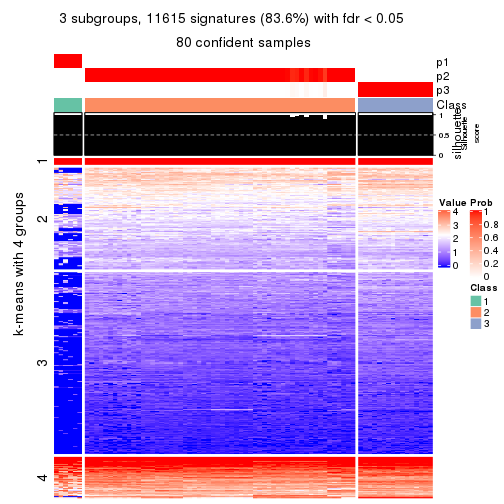 3 subgroups, 11615 signatures (83.6%) with fdr < 0.05
80 confident samples
p1
p2
p3
Class
1
0.5
0
silhouette
Silhouette
score
k-means with 4 groups
1
2
3
4
Value
4
3
2
1
0
Prob
1
0.8
0.6
0.4
0.2
0
Class
1
2
3